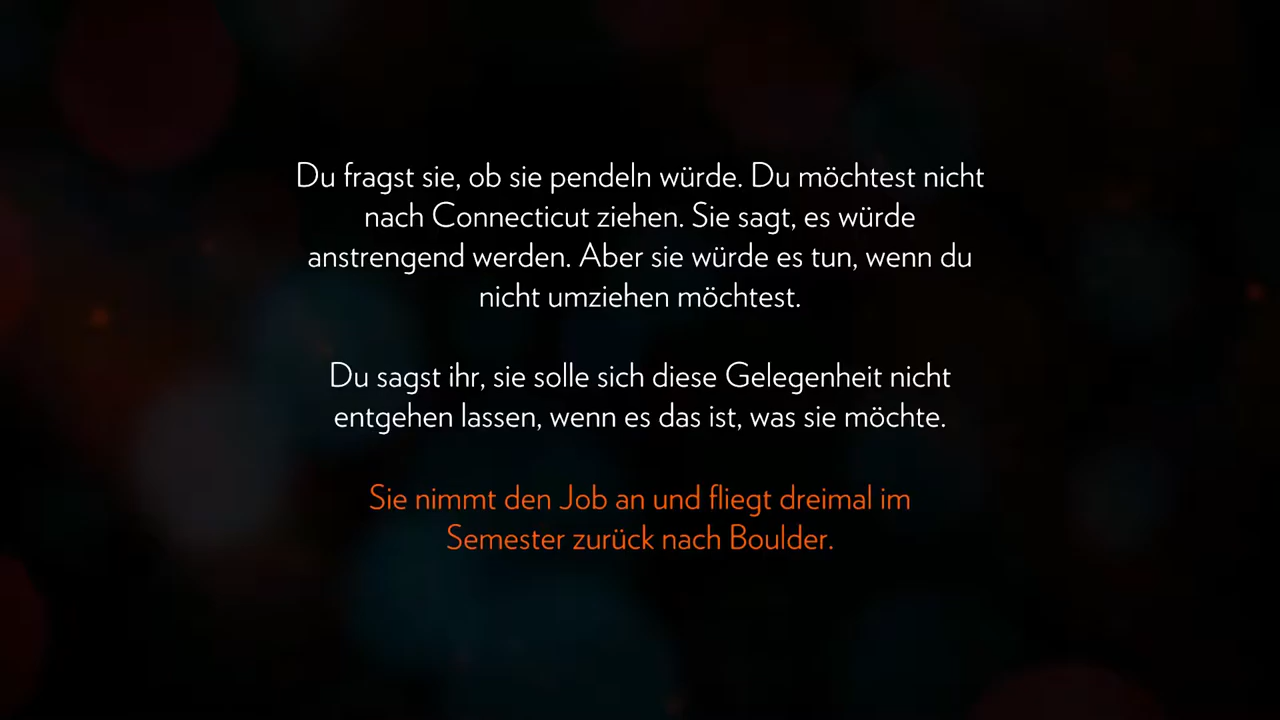 Du fragst sie, ob sie pendeln würde. Du möchtest nicht
nach Connecticut ziehen. Sie sagt, es würde
anstrengend werden. Aber sie würde es tun, wenn du
nicht umziehen möchtest.
Du sagst ihr, sie solle sich diese Gelegenheit nicht
entgehen lassen, wenn es das ist, was sie möchte.
Sie nimmt den Job an und fliegt dreimal im
Semester zurück nach Boulder.